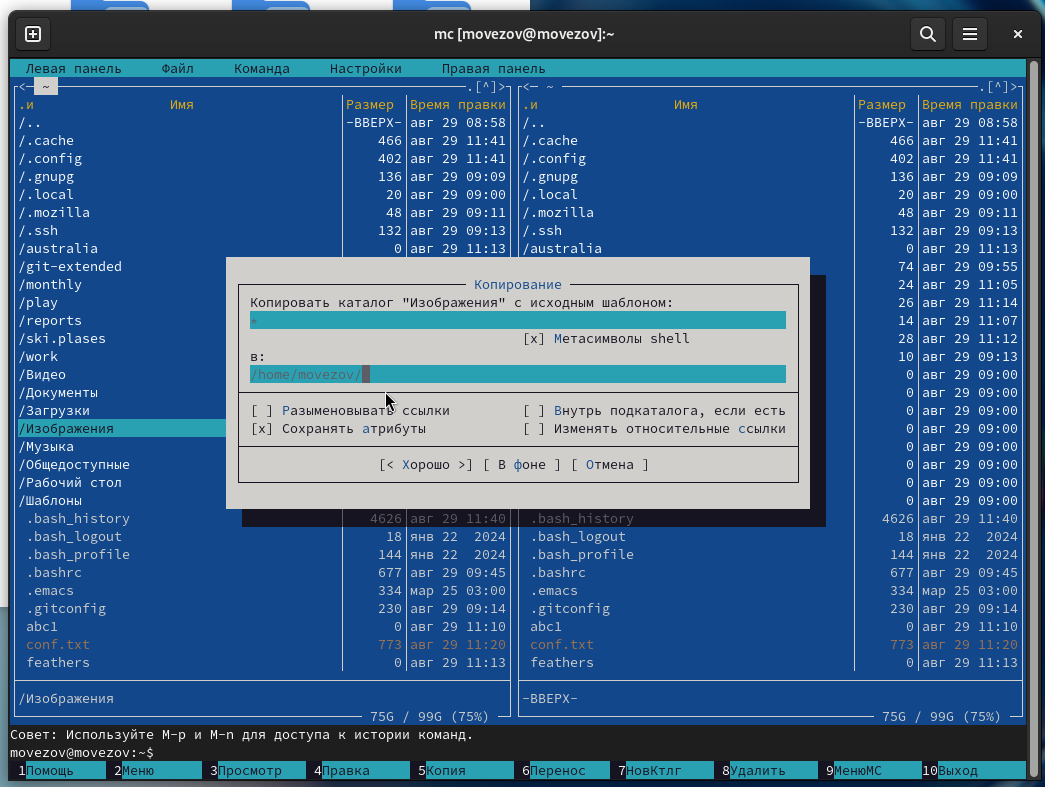 mc [movezov@movezov]:~
Левая панель Файл Команда Настройки Правая панель
<─ ~ .[^]> <─ ~ .[^]>
.и Имя Размер Время правки .и Имя Размер Время правки
/.. -ВВЕРХ- авг 29 08:58 /.. -ВВЕРХ- авг 29 08:58
/.cache 466 авг 29 11:41 /.cache 466 авг 29 11:41
/.config 402 авг 29 11:41 /.config 402 авг 29 11:41
/.gnupg 136 авг 29 09:09 /.gnupg 136 авг 29 09:09
/.local 20 авг 29 09:00 /.local 20 авг 29 09:00
/.mozilla 48 авг 29 09:11 /.mozilla 48 авг 29 09:11
/.ssh 132 авг 29 09:13 /.ssh 132 авг 29 09:13
/australia 0 авг 29 11:13 /australia 0 авг 29 11:13
/git-extended 74 авг 29 09:55
/monthly 24 авг 29 11:05
/play 26 авг 29 11:14
/reports 14 авг 29 11:07
/ski.plases 28 авг 29 11:12
/work 10 авг 29 09:13
/Видео 0 авг 29 09:00
/Документы 0 авг 29 09:00
/Загрузки 0 авг 29 09:00
/Изображения 0 авг 29 09:00
/Музыка 0 авг 29 09:00
/Общедоступные 0 авг 29 09:00
/Рабочий стол 0 авг 29 09:00
/Шаблоны 0 авг 29 09:00
Копирование
Копировать каталог "Изображения" с исходным шаблоном:
*
[x] Метасимволы shell
в:
/home/movezov/
[ ] Разыменовывать ссылки [ ] Внутрь подкаталога, если есть
[x] Сохранять атрибуты [ ] Изменять относительные ссылки
[< Хорошо >] [ В фоне ] [ Отмена ]
.bash_history 4626 авг 29 11:40 .bash_history 4626 авг 29 11:40
.bash_logout 18 янв 22 2024 .bash_logout 18 янв 22 2024
.bash_profile 144 янв 22 2024 .bash_profile 144 янв 22 2024
.bashrc 677 авг 29 09:45 .bashrc 677 авг 29 09:45
.emacs 334 мар 25 03:00 .emacs 334 мар 25 03:00
.gitconfig 230 авг 29 09:14 .gitconfig 230 авг 29 09:14
abc1 0 авг 29 11:10 abc1 0 авг 29 11:10
conf.txt 773 авг 29 11:20 conf.txt 773 авг 29 11:20
feathers 0 авг 29 11:13 feathers 0 авг 29 11:13
/Изображения -ВВЕРХ-
75G / 99G (75%) 75G / 99G (75%)
Совет: Используйте M-p и M-n для доступа к истории команд.
movezov@movezov:~$
1Помощь 2Меню 3Просмотр 4Правка 5Копия 6Перенос 7НовКтлг 8Удалить 9МенюMC 10Выход